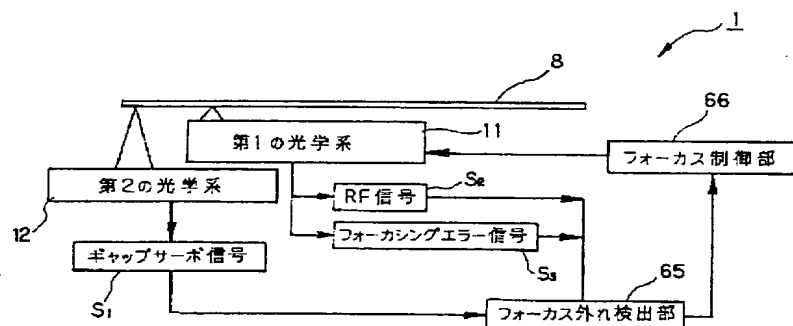 1
8
66
第1の光学系
11
フォーカス制御部
第2の光学系
S2
RF信号
12
フォーカシングエラー信号
ギャップサーボ信号
S3
65
S1
フォーカス外れ検出部